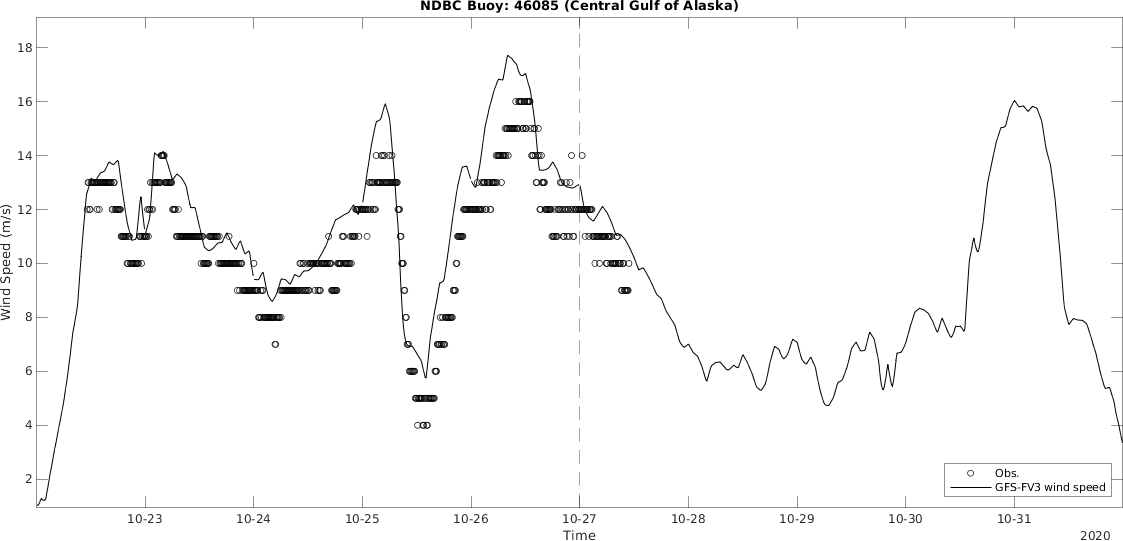 NDBC Buoy: 46085 (Central Gulf of Alaska)
18
16
14
12
10
8
6
4
2
Wind Speed (m/s)
Obs.
GFS-FV3 wind speed
10-23 10-24 10-25 10-26 10-27 10-28 10-29 10-30 10-31
Time
2020